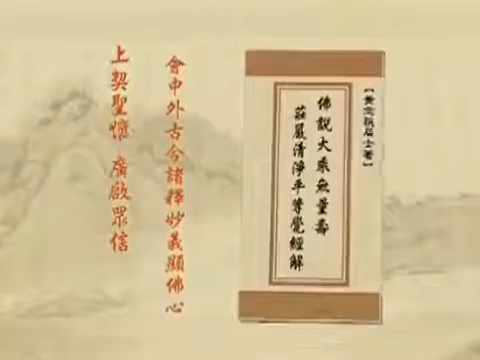 【黃念祖居士著】
佛說大乘無量壽
莊嚴清淨平等覺經解
會中外古今諸釋妙義顯佛心
上契聖懷 廣啟眾信